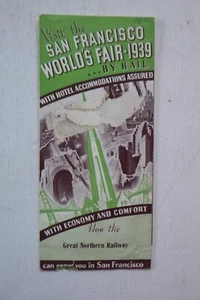 Visit the
SAN FRANCISCO
WORLD'S FAIR-1939
...BY RAIL
WITH HOTEL ACCOMMODATIONS ASSURED
WITH ECONOMY AND COMFORT
How the
Great Northern Railway
can you in San Francisco